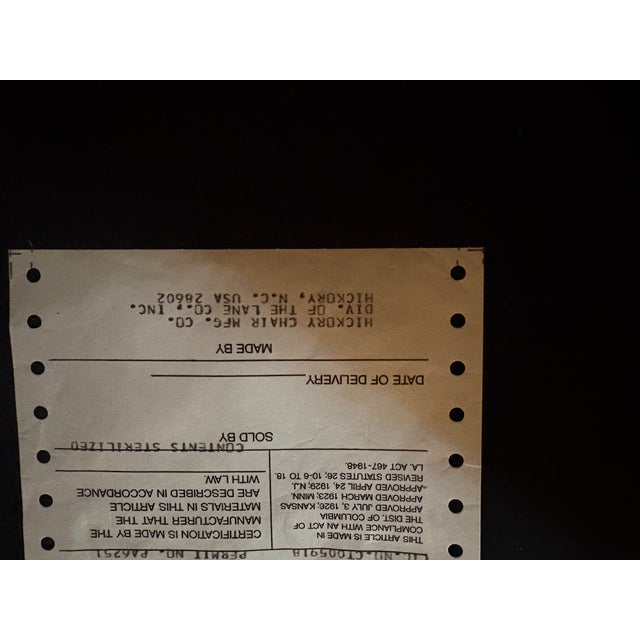 LIC.NO.CT005918
PERMIT NO. PA6251
THIS ARTICLE IS MADE IN
COMPLIANCE WITH AN ACT OF
THE DIST. OF COLUMBIA
APPROVED JULY, 3, 1926; KANSAS
APPROVED MARCH 1923; MINN.
APPROVED APRIL 24, 1929; N.J.
REVISED STATUTES 26; 10-6 TO 18.
LA. ACT 467-1948.
CERTIFICATION IS MADE BY THE
MANUFACTURER THAT THE
MATERIALS IN THIS ARTICLE
ARE DESCRIBED IN ACCORDANCE
WITH LAW.
CONTENTS STERILIZED
SOLD BY
DATE OF DELIVERY
MADE BY
HICKORY CHAIR MFG. CO.
DIV. OF THE LANE CO., INC.
HICKORY, N.C. USA 28602